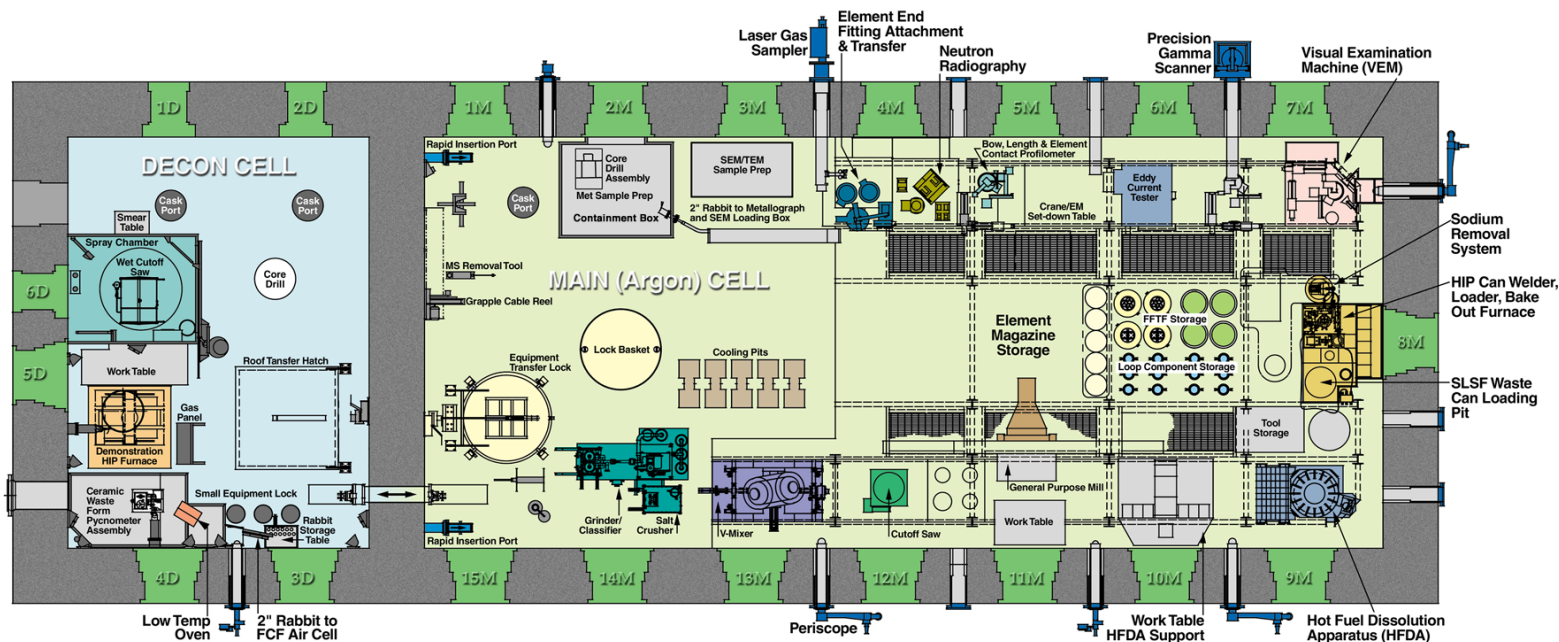 Laser Gas
Sampler
Element End
Fitting Attachment
& Transfer
Neutron
Radiography
Precision
Gamma
Scanner
Visual Examination
Machine (VEM)
1D
2D
1M
2M
3M
4M
5M
6M
7M
DECON CELL
Cask
Port
Cask
Port
Smear
Table
Spray Chamber
Wet Cutoff
Saw
Core
Drill
6D
5D
Work Table
Roof Tansfer Hatch
Gas
Panel
Demonstration
HIP Furnace
Ceramic
Waste
Form
Pycnometer
Assembly
Small Equipment Lock
Rabbit
Storage
Table
4D
3D
Low Temp
Oven
2" Rabbit to
FCF Air Cell
Rapid Insertion Port
Cask
Port
Core
Drill
Assembly
Met Sample Prep
Containment Box
SEM/TEM
Sample Prep
2" Rabbit to Metallograph
and SEM Loading Box
Bow, Length & Element
Contact Profilometer
Crane/EM
Set-down Table
Eddy
Current
Tester
MS Removal Tool
Grapple Cable Reel
MAIN (Argon) CELL
Equipment
Transfer Lock
Lock Basket
Cooling Pits
Element
Magazine
Storage
FFTF Storage
Loop Component Storage
Sodium
Removal
System
HIP Can Welder,
Loader, Bake
Out Furnace
8M
SLSF Waste
Can Loading
Pit
Tool
Storage
Grinder/
Classifier
Salt
Crusher
V-Mixer
Cutoff Saw
General Purpose Mill
Work Table
Rapid Insertion Port
15M
14M
13M
12M
11M
10M
9M
Periscope
Work Table
HFDA Support
Hot Fuel Dissolution
Apparatus (HFDA)